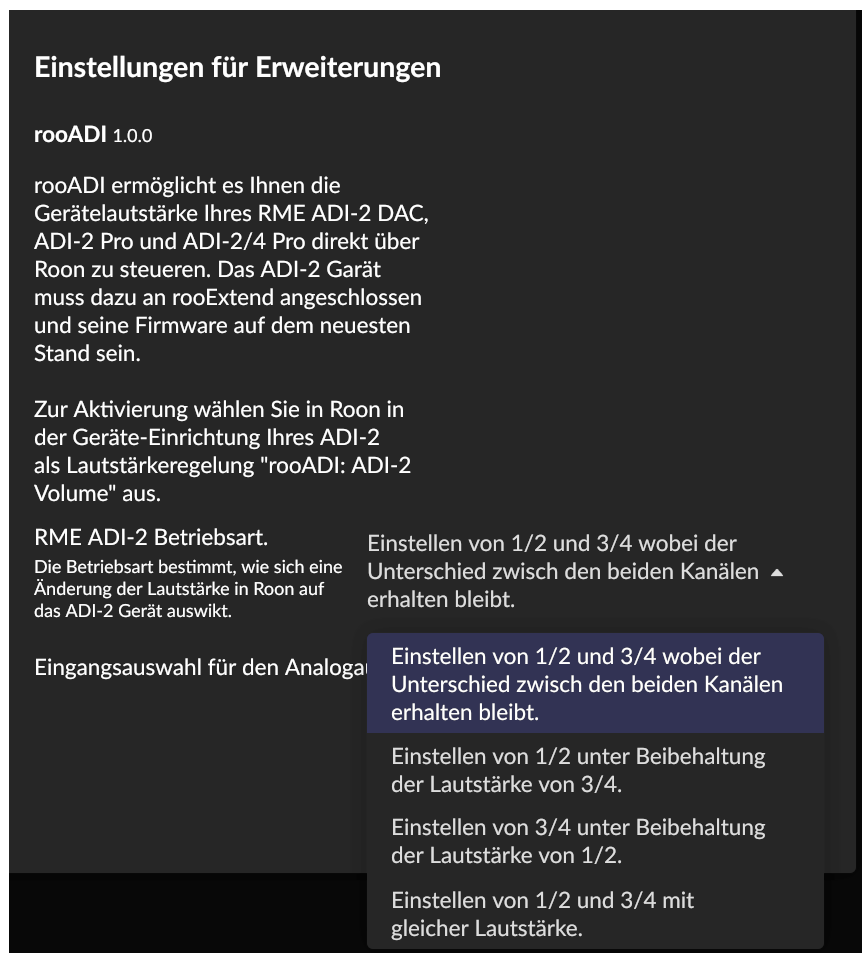 Einstellungen für Erweiterungen
rooADI 1.0.0
rooADI ermöglicht es Ihnen die
Gerätelautstärke Ihres RME ADI-2 DAC,
ADI-2 Pro und ADI-2/4 Pro direkt über
Roon zu steueren. Das ADI-2 Garät
muss dazu an rooExtend angeschlossen
und seine Firmware auf dem neuesten
Stand sein.
Zur Aktivierung wählen Sie in Roon in
der Geräte-Einrichtung Ihres ADI-2
als Lautstärkeregelung "rooADI: ADI-2
Volume" aus.
RME ADI-2 Betriebsart.
Die Betriebsart bestimmt, wie sich eine
Änderung der Lautstärke in Roon auf
das ADI-2 Gerät auswikt.
Einstellen von 1/2 und 3/4 wobei der
Unterschied zwisch den beiden Kanälen
erhalten bleibt.
Eingangsauswahl für den Analogau
Einstellen von 1/2 und 3/4 wobei der
Unterschied zwisch den beiden Kanälen
erhalten bleibt.
Einstellen von 1/2 unter Beibehaltung
der Lautstärke von 3/4.
Einstellen von 3/4 unter Beibehaltung
der Lautstärke von 1/2.
Einstellen von 1/2 und 3/4 mit
gleicher Lautstärke.